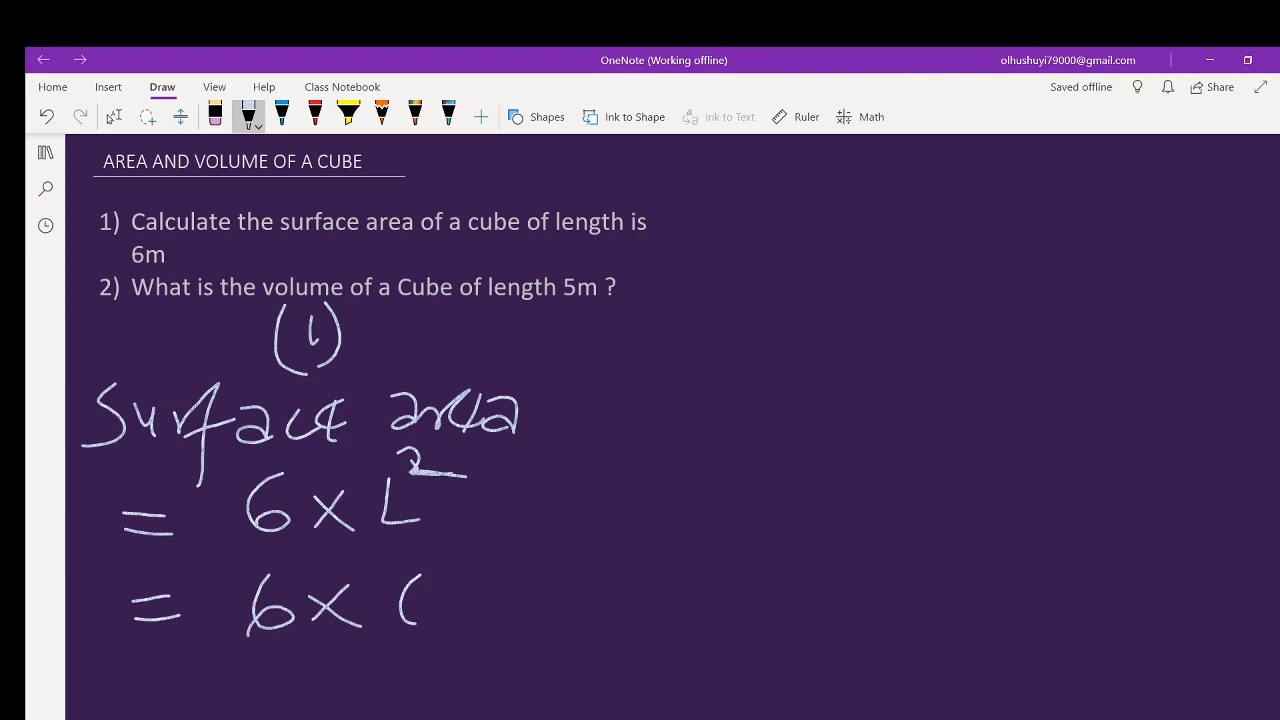 OneNote (Working offline)
olhushuyi79000@gmail.com
Home Insert Draw View Help Class Notebook
Saved offline
Share
Shapes
Ink to Shape
Ink to Text
Ruler
Math
AREA AND VOLUME OF A CUBE
1) Calculate the surface area of a cube of length is
6m
2) What is the volume of a Cube of length 5m ?
(1)
Surface area
= 6 × L²
= 6 × (